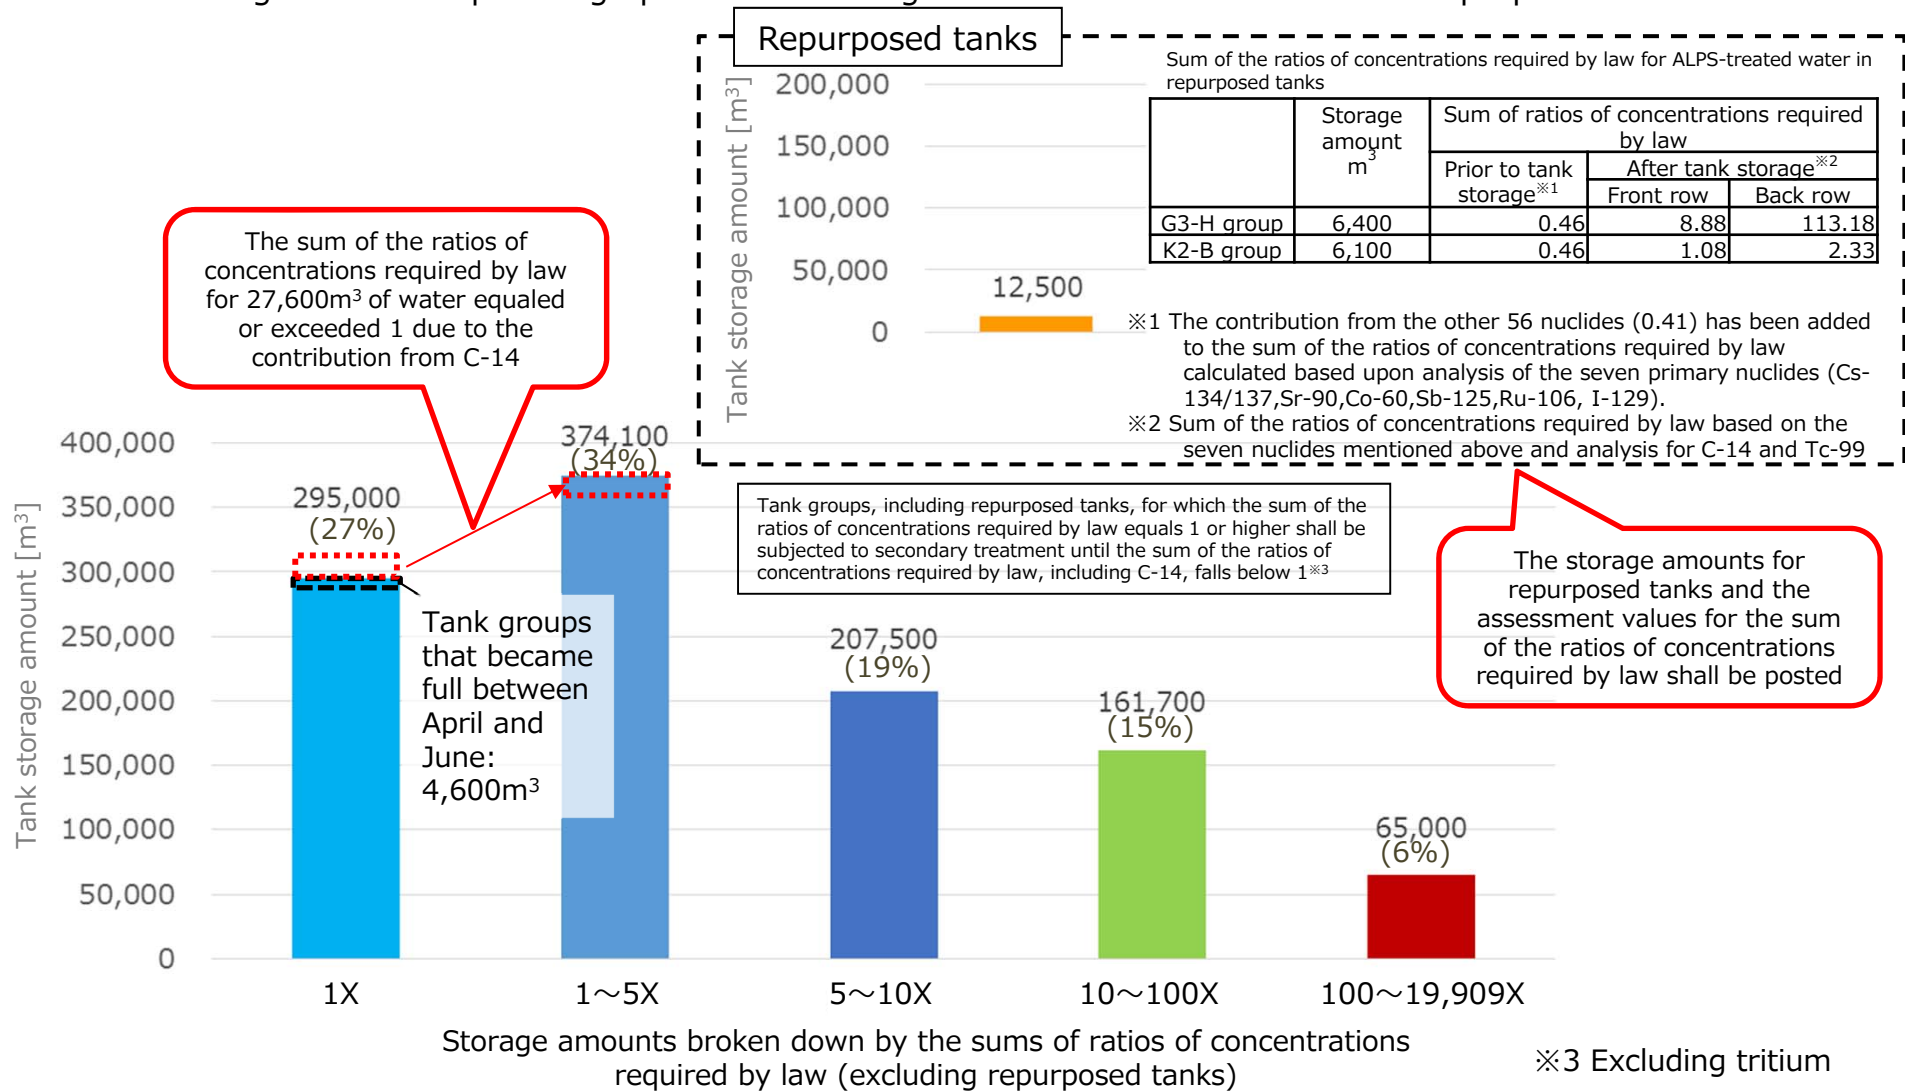 Repurposed tanks
Sum of the ratios of concentrations required by law for ALPS-treated water in
repurposed tanks
Tank storage amount [m³]
200,000
150,000
100,000
50,000
0
12,500
Storage
amount
m³
Sum of ratios of concentrations required
by law
Prior to tank
storage※1
After tank storage※2
Front row Back row
G3-H group 6,400 0.46 8.88 113.18
K2-B group 6,100 0.46 1.08 2.33
※1 The contribution from the other 56 nuclides (0.41) has been added
to the sum of the ratios of concentrations required by law
calculated based upon analysis of the seven primary nuclides (Cs-
134/137,Sr-90,Co-60,Sb-125,Ru-106, I-129).
※2 Sum of the ratios of concentrations required by law based on the
seven nuclides mentioned above and analysis for C-14 and Tc-99
The sum of the ratios of
concentrations required by law
for 27,600m³ of water equaled
or exceeded 1 due to the
contribution from C-14
Tank groups, including repurposed tanks, for which the sum of the
ratios of concentrations required by law equals 1 or higher shall be
subjected to secondary treatment until the sum of the ratios of
concentrations required by law, including C-14, falls below 1※3
The storage amounts for
repurposed tanks and the
assessment values for the sum
of the ratios of concentrations
required by law shall be posted
Tank storage amount [m³]
400,000
350,000
300,000
250,000
200,000
150,000
100,000
50,000
0
295,000
(27%)
374,100
(34%)
207,500
(19%)
161,700
(15%)
65,000
(6%)
Tank groups
that became
full between
April and
June:
4,600m³
1X 1～5X 5～10X 10～100X 100～19,909X
Storage amounts broken down by the sums of ratios of concentrations
required by law (excluding repurposed tanks)
※3 Excluding tritium